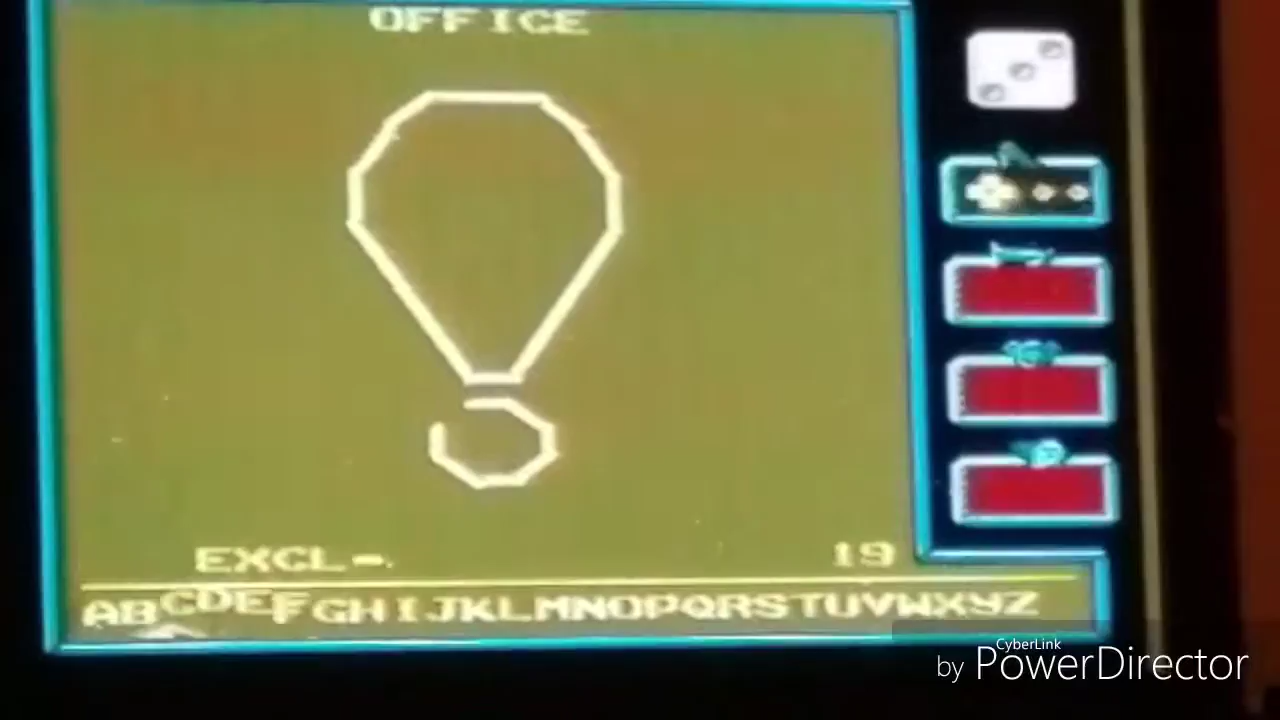 OFFICE
EXCL-.
19
ABCDEFGHIJKLMNOPQRSTUVWXYZ
CyberLink
by PowerDirector